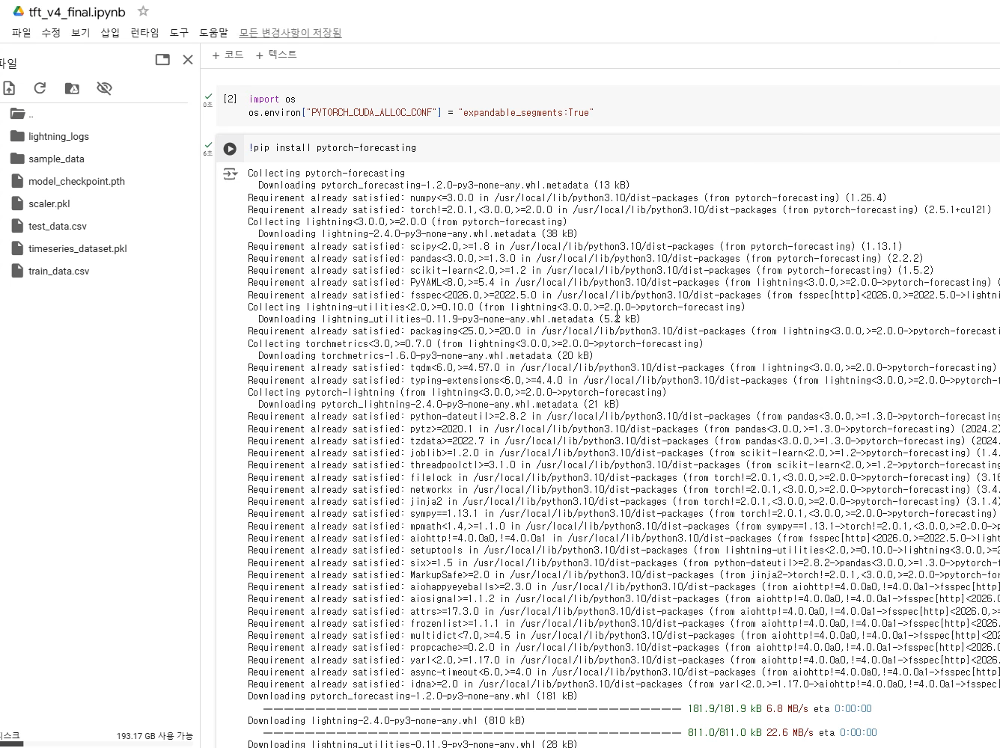 tft_v4_final.ipynb
파일 수정 보기 삽입 런타임 도구 도움말 모든 변경사항이 저장됨
파일
+ 코드 + 텍스트
..
lightning_logs
sample_data
model_checkpoint.pth
scaler.pkl
test_data.csv
timeseries_dataset.pkl
train_data.csv
디스크 193.17 GB 사용 가능
0초
[2] import os
os.environ["PYTORCH_CUDA_ALLOC_CONF"] = "expandable_segments:True"
6초
!pip install pytorch-forecasting
Collecting pytorch-forecasting
Downloading pytorch_forecasting-1.2.0-py3-none-any.whl.metadata (13 kB)
Requirement already satisfied: numpy<=3.0.0 in /usr/local/lib/python3.10/dist-packages (from pytorch-forecasting) (1.26.4)
Requirement already satisfied: torch!=2.0.1,<3.0.0,>=2.0.0 in /usr/local/lib/python3.10/dist-packages (from pytorch-forecasting) (2.5.1+cu121)
Collecting lightning<3.0.0,>=2.0.0 (from pytorch-forecasting)
Downloading lightning-2.4.0-py3-none-any.whl.metadata (38 kB)
Requirement already satisfied: scipy<2.0,>=1.8 in /usr/local/lib/python3.10/dist-packages (from pytorch-forecasting) (1.13.1)
Requirement already satisfied: pandas<3.0.0,>=1.3.0 in /usr/local/lib/python3.10/dist-packages (from pytorch-forecasting) (2.2.2)
Requirement already satisfied: scikit-learn<2.0,>=1.2 in /usr/local/lib/python3.10/dist-packages (from pytorch-forecasting) (1.5.2)
Requirement already satisfied: PyYAML<8.0,>=5.4 in /usr/local/lib/python3.10/dist-packages (from lightning<3.0.0,>=2.0.0->pytorch-forecasting) (
Requirement already satisfied: fsspec<2026.0,>=2022.5.0 in /usr/local/lib/python3.10/dist-packages (from fsspec[http]<2026.0,>=2022.5.0->lightni
Collecting lightning-utilities<2.0,>=0.10.0 (from lightning<3.0.0,>=2.0.0->pytorch-forecasting)
Downloading lightning_utilities-0.11.9-py3-none-any.whl.metadata (5.2 kB)
Requirement already satisfied: packaging<25.0,>=20.0 in /usr/local/lib/python3.10/dist-packages (from lightning<3.0.0,>=2.0.0->pytorch-forecasti
Collecting torchmetrics<3.0,>=0.7.0 (from lightning<3.0.0,>=2.0.0->pytorch-forecasting)
Downloading torchmetrics-1.6.0-py3-none-any.whl.metadata (20 kB)
Requirement already satisfied: tqdm<6.0,>=4.57.0 in /usr/local/lib/python3.10/dist-packages (from lightning<3.0.0,>=2.0.0->pytorch-forecasting)
Requirement already satisfied: typing-extensions<6.0,>=4.4.0 in /usr/local/lib/python3.10/dist-packages (from lightning<3.0.0,>=2.0.0->pytorch-f
Collecting pytorch-lightning (from lightning<3.0.0,>=2.0.0->pytorch-forecasting)
Downloading pytorch_lightning-2.4.0-py3-none-any.whl.metadata (21 kB)
Requirement already satisfied: python-dateutil>=2.8.2 in /usr/local/lib/python3.10/dist-packages (from pandas<3.0.0,>=1.3.0->pytorch-forecasting
Requirement already satisfied: pytz>=2020.1 in /usr/local/lib/python3.10/dist-packages (from pandas<3.0.0,>=1.3.0->pytorch-forecasting) (2024.2)
Requirement already satisfied: tzdata>=2022.7 in /usr/local/lib/python3.10/dist-packages (from pandas<3.0.0,>=1.3.0->pytorch-forecasting) (2024.
Requirement already satisfied: joblib>=1.2.0 in /usr/local/lib/python3.10/dist-packages (from scikit-learn<2.0,>=1.2->pytorch-forecasting) (1.4.
Requirement already satisfied: threadpoolctl>=3.1.0 in /usr/local/lib/python3.10/dist-packages (from scikit-learn<2.0,>=1.2->pytorch-forecasting
Requirement already satisfied: filelock in /usr/local/lib/python3.10/dist-packages (from torch!=2.0.1,<3.0.0,>=2.0.0->pytorch-forecasting) (3.16
Requirement already satisfied: networkx in /usr/local/lib/python3.10/dist-packages (from torch!=2.0.1,<3.0.0,>=2.0.0->pytorch-forecasting) (3.4.
Requirement already satisfied: jinja2 in /usr/local/lib/python3.10/dist-packages (from torch!=2.0.1,<3.0.0,>=2.0.0->pytorch-forecasting) (3.1.4)
Requirement already satisfied: sympy==1.13.1 in /usr/local/lib/python3.10/dist-packages (from torch!=2.0.1,<3.0.0,>=2.0.0->pytorch-forecasting)
Requirement already satisfied: mpmath<1.4,>=1.1.0 in /usr/local/lib/python3.10/dist-packages (from sympy==1.13.1->torch!=2.0.1,<3.0.0,>=2.0.0->p
Requirement already satisfied: aiohttp!=4.0.0a0,!=4.0.0a1 in /usr/local/lib/python3.10/dist-packages (from fsspec[http]<2026.0,>=2022.5.0->light
Requirement already satisfied: setuptools in /usr/local/lib/python3.10/dist-packages (from lightning-utilities<2.0,>=0.10.0->lightning<3.0.0,>=2
Requirement already satisfied: six>=1.5 in /usr/local/lib/python3.10/dist-packages (from python-dateutil>=2.8.2->pandas<3.0.0,>=1.3.0->pytorch-f
Requirement already satisfied: MarkupSafe>=2.0 in /usr/local/lib/python3.10/dist-packages (from jinja2->torch!=2.0.1,<3.0.0,>=2.0.0->pytorch-for
Requirement already satisfied: aiohappyeyeballs>=2.3.0 in /usr/local/lib/python3.10/dist-packages (from aiohttp!=4.0.0a0,!=4.0.0a1->fsspec[http]
Requirement already satisfied: aiosignal>=1.1.2 in /usr/local/lib/python3.10/dist-packages (from aiohttp!=4.0.0a0,!=4.0.0a1->fsspec[http]<2026.0
Requirement already satisfied: attrs>=17.3.0 in /usr/local/lib/python3.10/dist-packages (from aiohttp!=4.0.0a0,!=4.0.0a1->fsspec[http]<2026.0,>=
Requirement already satisfied: frozenlist>=1.1.1 in /usr/local/lib/python3.10/dist-packages (from aiohttp!=4.0.0a0,!=4.0.0a1->fsspec[http]<2026.
Requirement already satisfied: multidict<7.0,>=4.5 in /usr/local/lib/python3.10/dist-packages (from aiohttp!=4.0.0a0,!=4.0.0a1->fsspec[http]<202
Requirement already satisfied: propcache>=0.2.0 in /usr/local/lib/python3.10/dist-packages (from aiohttp!=4.0.0a0,!=4.0.0a1->fsspec[http]<2026.0
Requirement already satisfied: yarl<2.0,>=1.17.0 in /usr/local/lib/python3.10/dist-packages (from aiohttp!=4.0.0a0,!=4.0.0a1->fsspec[http]<2026.
Requirement already satisfied: async-timeout<6.0,>=4.0 in /usr/local/lib/python3.10/dist-packages (from aiohttp!=4.0.0a0,!=4.0.0a1->fsspec[http]
Requirement already satisfied: idna>=2.0 in /usr/local/lib/python3.10/dist-packages (from yarl<2.0,>=1.17.0->aiohttp!=4.0.0a0,!=4.0.0a1->fsspec[
Downloading pytorch_forecasting-1.2.0-py3-none-any.whl (181 kB)
181.9/181.9 kB 6.8 MB/s eta 0:00:00
Downloading lightning-2.4.0-py3-none-any.whl (810 kB)
811.0/811.0 kB 22.6 MB/s eta 0:00:00
Downloading lightning_utilities-0.11.9-py3-none-any.whl (28 kB)